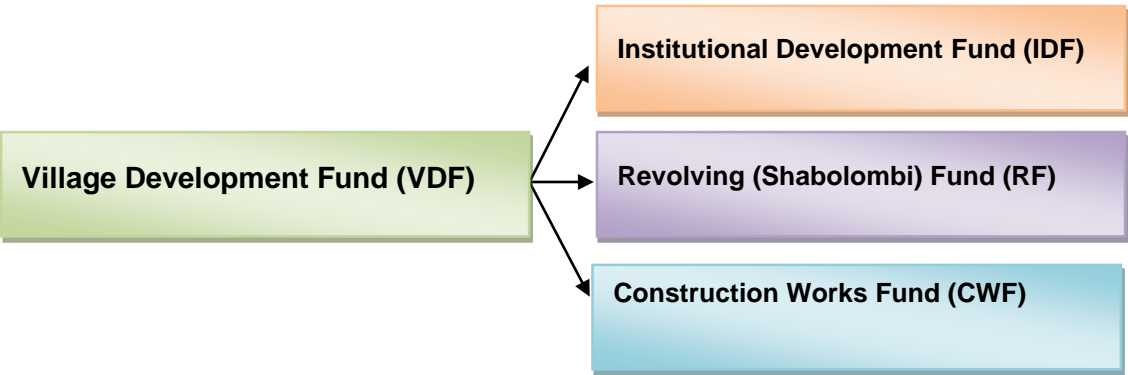 Institutional Development Fund (IDF)
Village Development Fund (VDF)
Revolving (Shabolombi) Fund (RF)
Construction Works Fund (CWF)